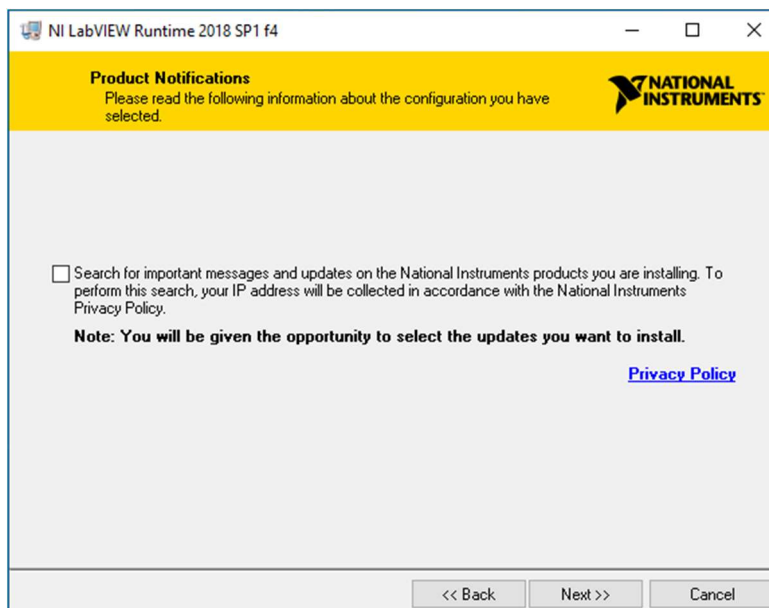 NI LabVIEW Runtime 2018 SP1 f4
Product Notifications
Please read the following information about the configuration you have
selected.
NATIONAL
INSTRUMENTS
Search for important messages and updates on the National Instruments products you are installing. To
perform this search, your IP address will be collected in accordance with the National Instruments
Privacy Policy.
Note: You will be given the opportunity to select the updates you want to install.
Privacy Policy
<< Back
Next >>
Cancel